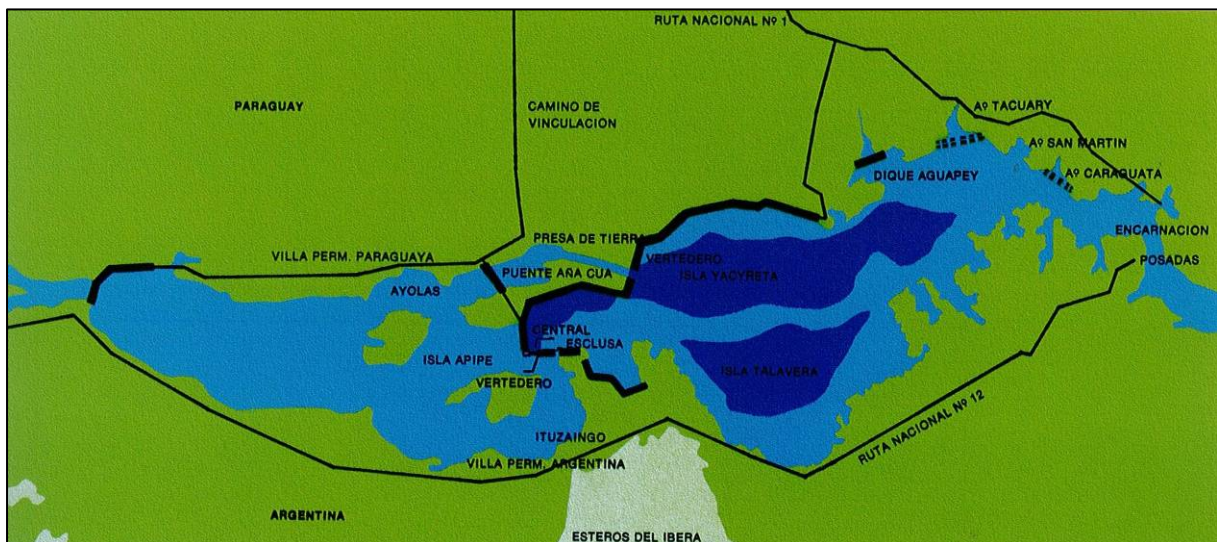 RUTA NACIONAL Nº 1
PARAGUAY
CAMINO DE
VINCULACION
Aº TACUARY
Aº SAN MARTIN
DIQUE AGUAPEY
Aº CARAGUATA
ENCARNACION
PRESA DE TIERRA
VILLA PERM. PARAGUAYA
VERTEDERO
POSADAS
PUENTE AÑA CUA
ISLA YACYRETA
AYOLAS
CENTRAL
ESCLUSA
ISLA APIPE
ISLA TALAVERA
VERTEDERO
RUTA NACIONAL Nº 12
ITUZAINGO
VILLA PERM. ARGENTINA
ARGENTINA
ESTEROS DEL IBERA